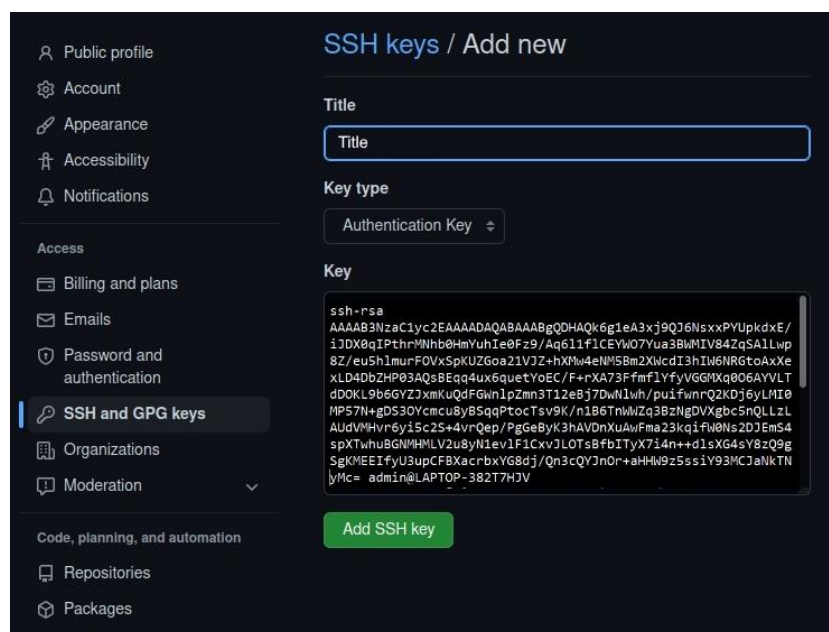 Public profile
Account
Appearance
Accessibility
Notifications
Access
Billing and plans
Emails
Password and
authentication
SSH and GPG keys
Organizations
Moderation
Code, planning, and automation
Repositories
Packages
SSH keys / Add new
Title
Title
Key type
Authentication Key
Key
ssh-rsa
AAAAB3NzaC1yc2EAAAADAQABAAABgQDHAQk6g1eA3xj9QJ6NsxxPYUpkdxE/
iJDX0qIPthrMNhb0HmYuhIe0Fz9/Aq6l1flCEYWO7Yua3BWMIV84ZqSAlLwp
8Z/eu5hlmurFOVxSpKUZGoa21VJZ+hXMw4eNM5Bm2XWcdI3hIW6NRGtoAxXe
xLD4DbZHP03AQsBEqq4ux6quetYoEC/F+rXA73FfmflYfyVGGMXq0O6AYVLT
dDOKL9b6GYZJxmKuQdFGWnlpZmn3T12eBj7DwNlwh/puifwnrQ2KDj6yLMI0
MP57N+gDS3OYcmcu8yBSqqPtocTsv9K/n1B6TnWWZq3BzNgDVXgbc5nQLLzL
AUdVMHvr6yi5c2S+4vrQep/PgGeByK3hAVDnXuAwFma23kqifW0Ns2DJEmS4
spXTwhuBGNMHMLV2u8yN1evlF1CxvJLOTsBfbITyX7i4n++dlsXG4sY8zQ9g
SgKMEEIfyU3upCFBXacrbxYG8dj/Qn3cQYJnOr+aHHW9z5ssiY93MCJaNkTN
yMc= admin@LAPTOP-382T7HJV
Add SSH key